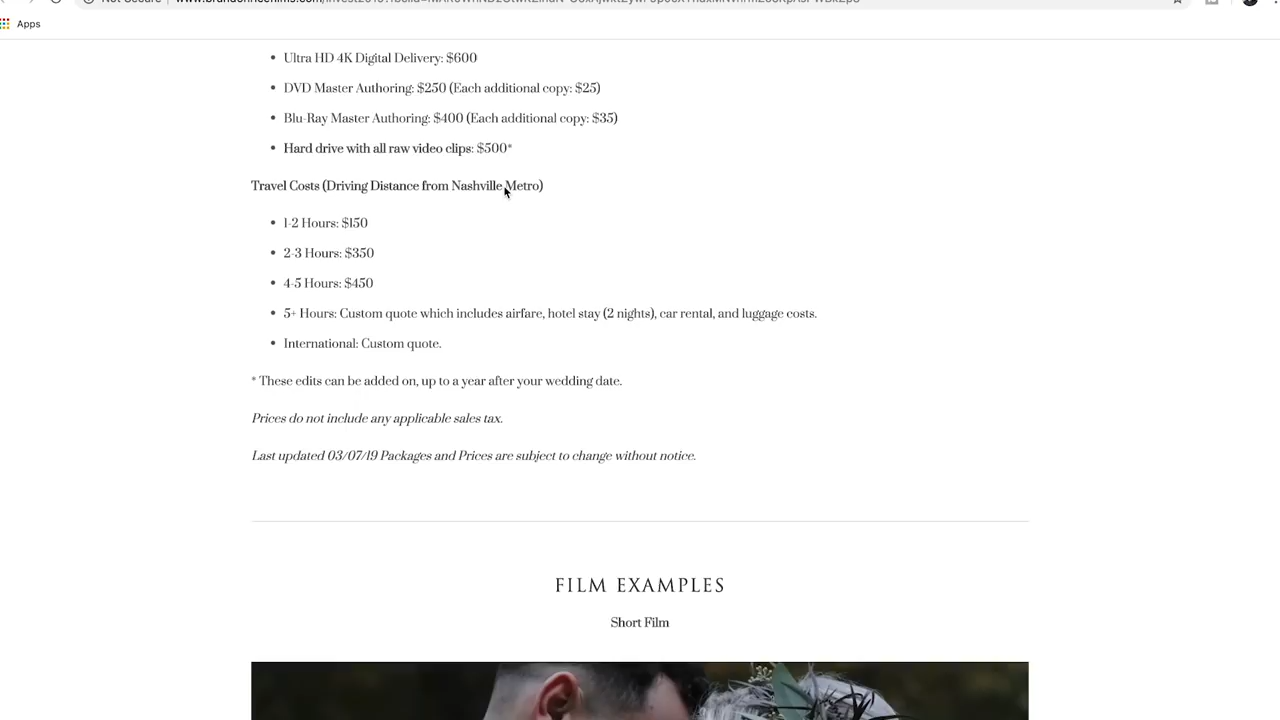 Apps
Ultra HD 4K Digital Delivery: $600
DVD Master Authoring: $250 (Each additional copy: $25)
Blu-Ray Master Authoring: $400 (Each additional copy: $35)
Hard drive with all raw video clips: $500*
Travel Costs (Driving Distance from Nashville Metro)
1-2 Hours: $150
2-3 Hours: $350
4-5 Hours: $450
5+ Hours: Custom quote which includes airfare, hotel stay (2 nights), car rental, and luggage costs.
International: Custom quote.
* These edits can be added on, up to a year after your wedding date.
Prices do not include any applicable sales tax.
Last updated 03/07/19 Packages and Prices are subject to change without notice.
FILM EXAMPLES
Short Film